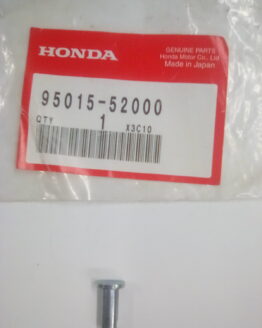 HONDA
GENUINE PARTS
Honda Motor Co., Ltd.
Made in Japan
95015-52000
QTY 1 X3C10